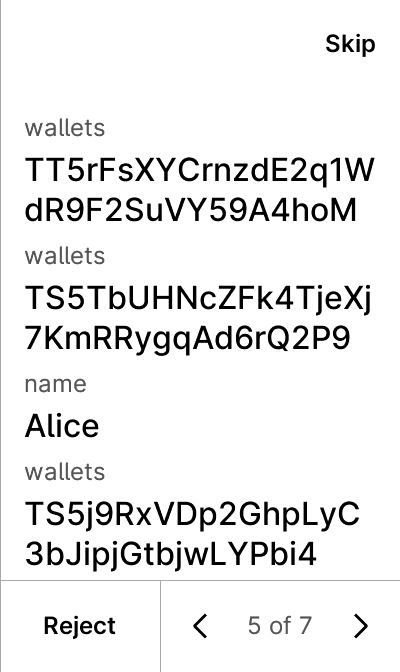 Skip
wallets
TT5rFsXYCrnzdE2q1W
dR9F2SuVY59A4hoM
wallets
TS5TbUHNcZFk4TjeXj
7KmRRygqAd6rQ2P9
name
Alice
wallets
TS5j9RxVDp2GhpLyC
3bJipjGtbjwLYPbi4
Reject
5 of 7